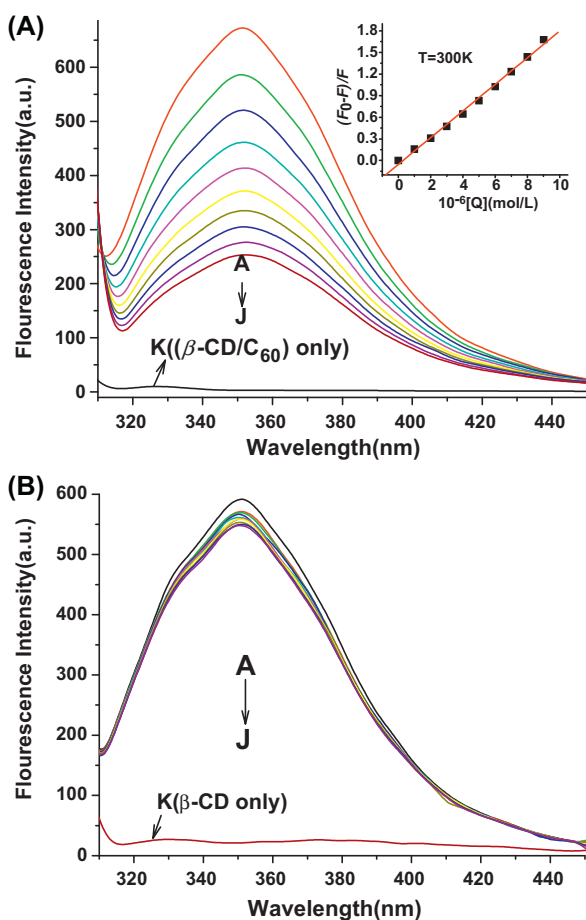 (A)
600
500
400
300
200
100
0
Flourescence Intensity(a.u.)
320 340 360 380 400 420 440
Wavelength(nm)
A
J
K((β-CD/C60) only)
1.8
1.5
1.2
0.9
0.6
0.3
0.0
(F0-F)/F
T=300K
0 2 4 6 8 10
10-6[Q](mol/L)
(B)
600
500
400
300
200
100
0
Flourescence Intensity(a.u.)
A
J
K(β-CD only)
320 340 360 380 400 420 440
Wavelength(nm)